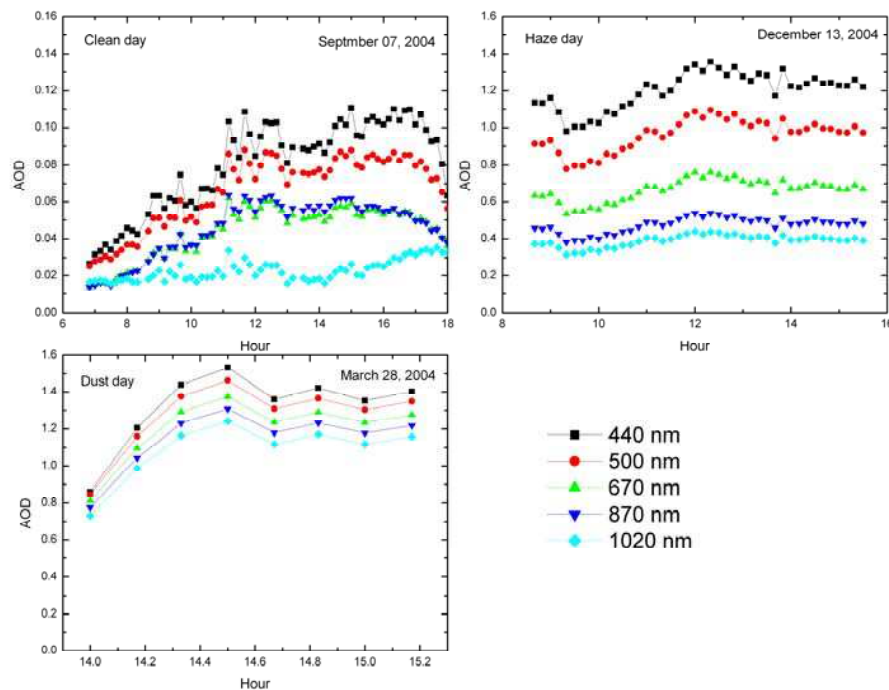 Clean day
Septmber 07, 2004
0.16
0.14
0.12
0.10
0.08
0.06
0.04
0.02
0.00
AOD
6 8 10 12 14 16 18
Hour
Haze day
December 13, 2004
1.6
1.4
1.2
1.0
0.8
0.6
0.4
0.2
0.0
AOD
8 10 12 14 16
Hour
Dust day
March 28, 2004
1.6
1.4
1.2
1.0
0.8
0.6
0.4
0.2
0.0
AOD
14.0 14.2 14.4 14.6 14.8 15.0 15.2
Hour
440 nm
500 nm
670 nm
870 nm
1020 nm